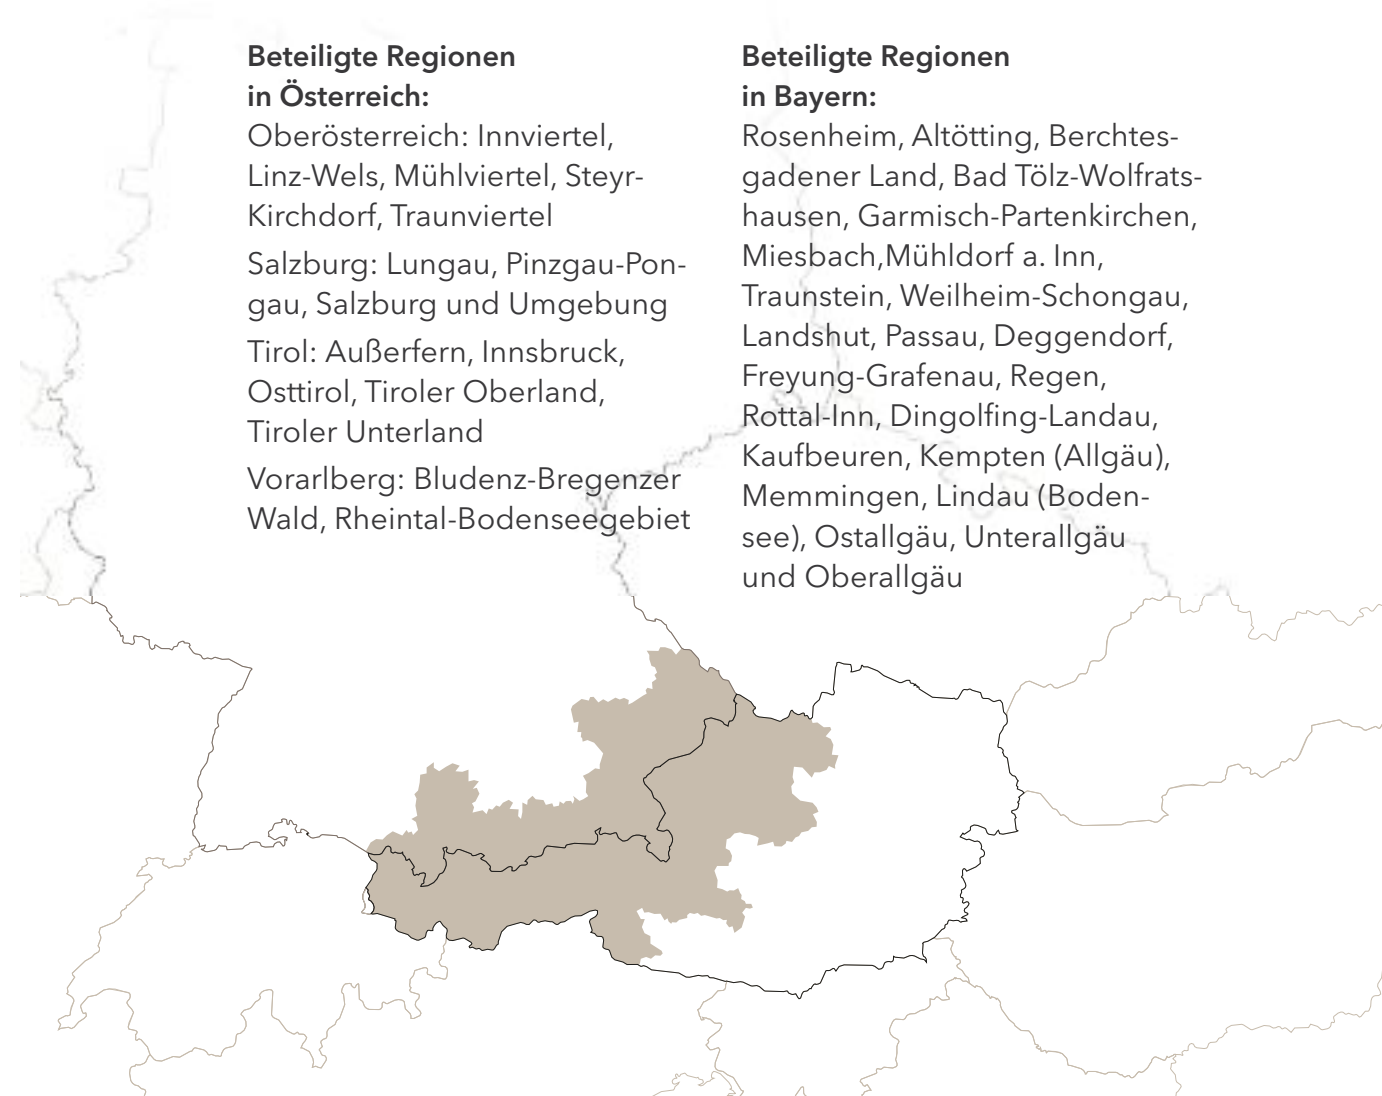 Beteiligte Regionen
in Österreich:
Oberösterreich: Innviertel,
Linz-Wels, Mühlviertel, Steyr-
Kirchdorf, Traunviertel
Salzburg: Lungau, Pinzgau-Pon-
gau, Salzburg und Umgebung
Tirol: Außerfern, Innsbruck,
Osttirol, Tiroler Oberland,
Tiroler Unterland
Vorarlberg: Bludenz-Bregenzer
Wald, Rheintal-Bodenseegebiet
Beteiligte Regionen
in Bayern:
Rosenheim, Altötting, Berchtes-
gadener Land, Bad Tölz-Wolfrats-
hausen, Garmisch-Partenkirchen,
Miesbach,Mühldorf a. Inn,
Traunstein, Weilheim-Schongau,
Landshut, Passau, Deggendorf,
Freyung-Grafenau, Regen,
Rottal-Inn, Dingolfing-Landau,
Kaufbeuren, Kempten (Allgäu),
Memmingen, Lindau (Boden-
see), Ostallgäu, Unterallgäu
und Oberallgäu